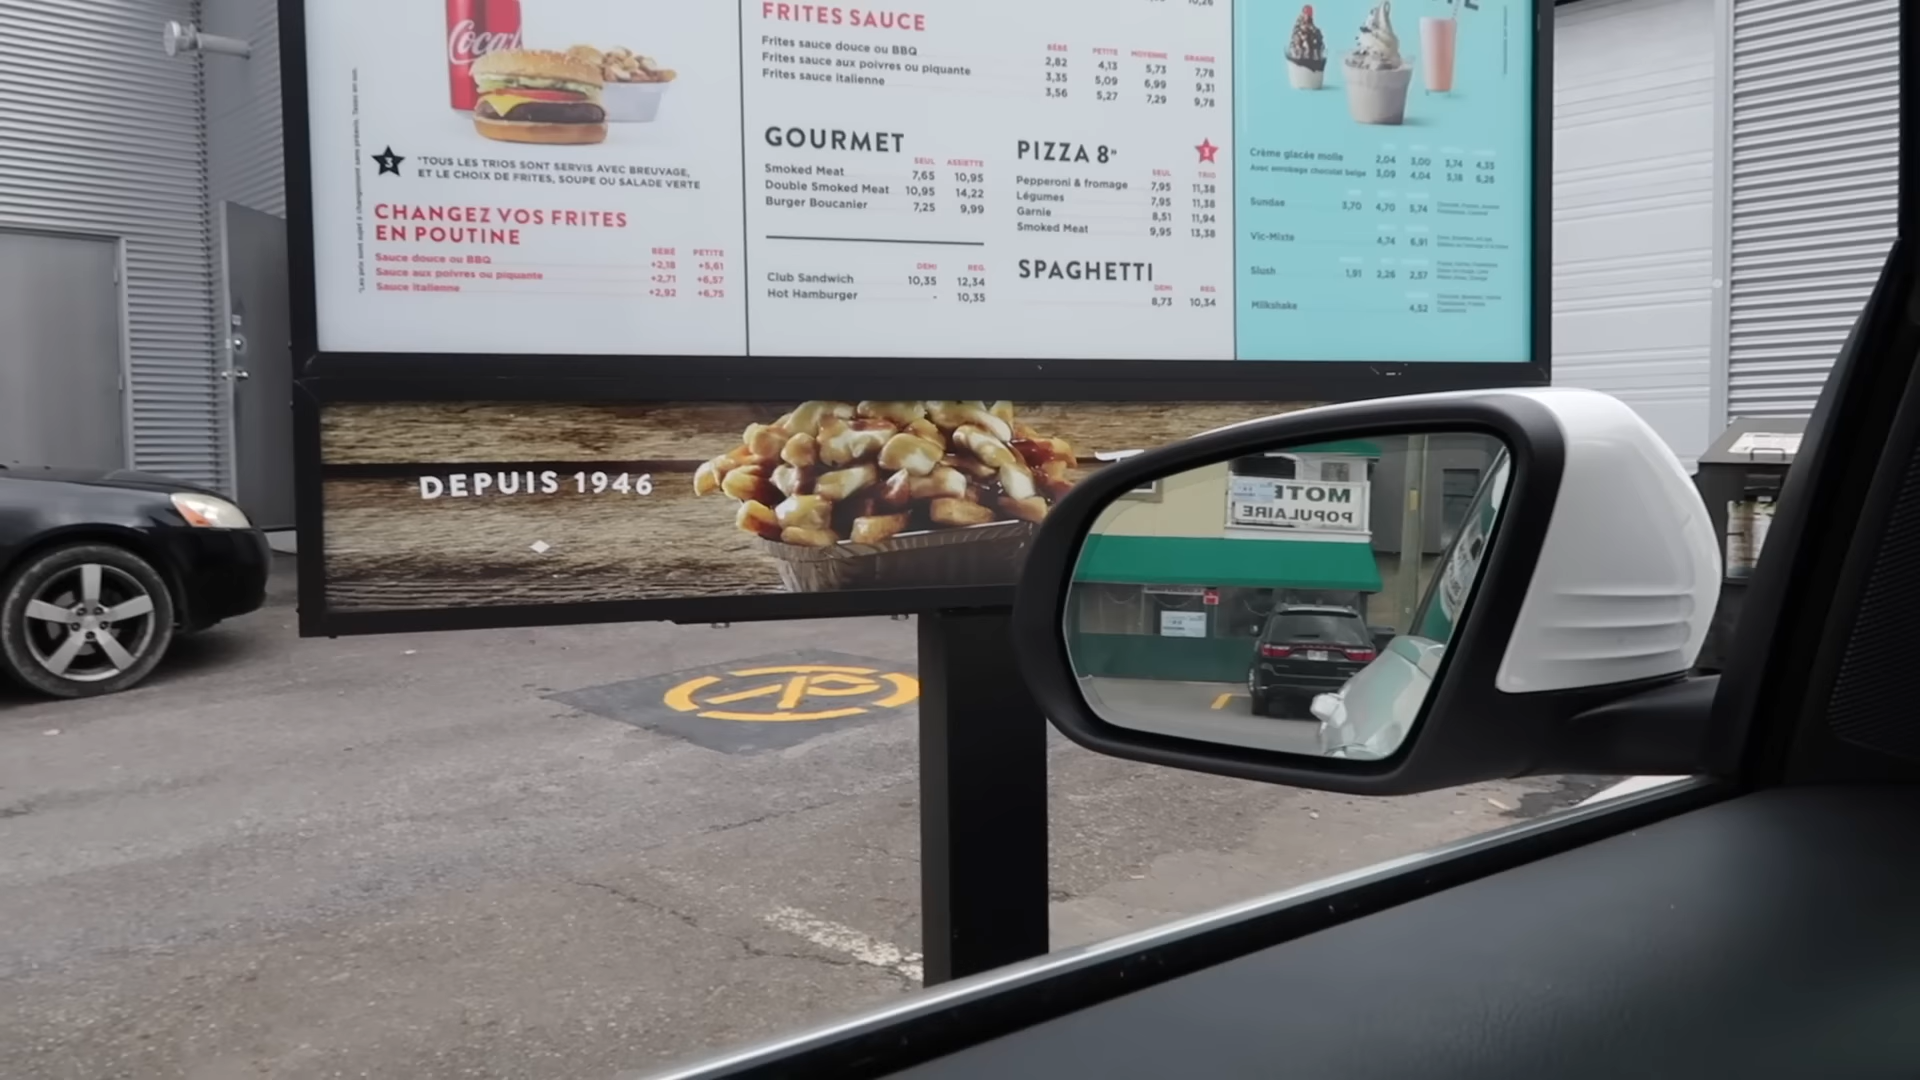 Coca
3
*TOUS LES TRIOS SONT SERVIS AVEC BREUVAGE,
ET LE CHOIX DE FRITES, SOUPE OU SALADE VERTE
CHANGEZ VOS FRITES
EN POUTINE
BÉBÉ PETITE
Sauce douce ou BBQ +2,18 +5,61
Sauce aux poivres ou piquante +2,71 +6,57
Sauce italienne +2,92 +6,75
FRITES SAUCE
BÉBÉ PETITE MOYENNE GRANDE
Frites sauce douce ou BBQ 2,82 4,13 5,73 7,78
Frites sauce aux poivres ou piquante 3,35 5,09 6,99 9,31
Frites sauce italienne 3,56 5,27 7,29 9,78
GOURMET
SEUL ASSIETTE
Smoked Meat 7,65 10,95
Double Smoked Meat 10,95 14,22
Burger Boucanier 7,25 9,99
DEMI REG.
Club Sandwich 10,35 12,34
Hot Hamburger - 10,35
PIZZA 8"
SEUL TRIO
Pepperoni & fromage 7,95 11,38
Légumes 7,95 11,38
Garnie 8,51 11,94
Smoked Meat 9,95 13,38
SPAGHETTI
DEMI REG.
8,73 10,34
Crème glacée molle 2,04 3,00 3,74 4,35
Avec enrobage chocolat belge 3,09 4,04 5,18 6,26
Sundae 3,70 4,70 5,74
Vic-Mixte 4,74 6,91
Slush 1,91 2,26 2,57
Milkshake 4,52
DEPUIS 1946
MOTE
POPULAIRE